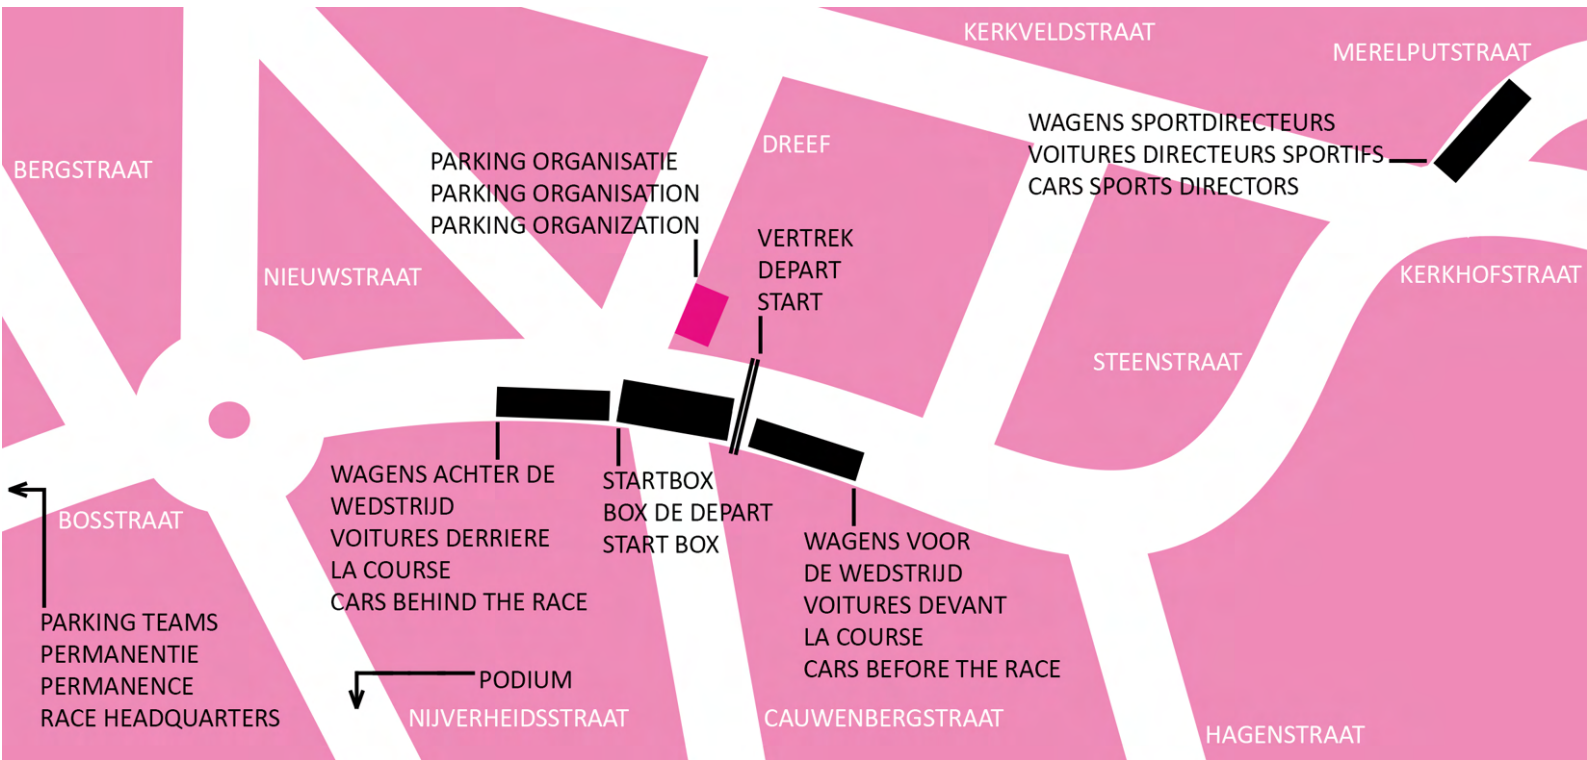 KERKVELDSTRAAT
MERELPUTSTRAAT
WAGENS SPORTDIRECTEURS
VOITURES DIRECTEURS SPORTIFS
CARS SPORTS DIRECTORS
DREEF
BERGSTRAAT
PARKING ORGANISATIE
PARKING ORGANISATION
PARKING ORGANIZATION
VERTREK
DEPART
START
NIEUWSTRAAT
KERKHOFSTRAAT
STEENSTRAAT
WAGENS ACHTER DE
WEDSTRIJD
VOITURES DERRIERE
LA COURSE
CARS BEHIND THE RACE
STARTBOX
BOX DE DEPART
START BOX
WAGENS VOOR
DE WEDSTRIJD
VOITURES DEVANT
LA COURSE
CARS BEFORE THE RACE
BOSSTRAAT
PARKING TEAMS
PERMANENTIE
PERMANENCE
RACE HEADQUARTERS
PODIUM
NIJVERHEIDSSTRAAT
CAUWENBERGSTRAAT
HAGENSTRAAT